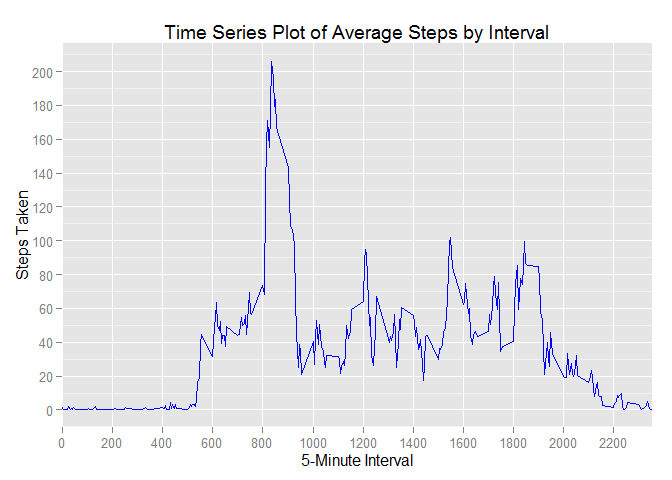 Time Series Plot of Average Steps by Interval
Steps Taken
200
180
160
140
120
100
80
60
40
20
0
0 200 400 600 800 1000 1200 1400 1600 1800 2000 2200
5-Minute Interval